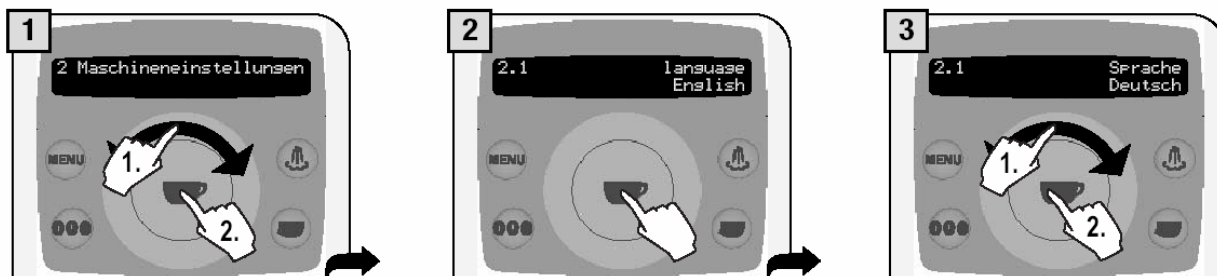 1
2 Maschineneinstellungen
MENU
1.
2.
2
2.1 language
English
MENU
3
2.1 Sprache
Deutsch
MENU
1.
2.